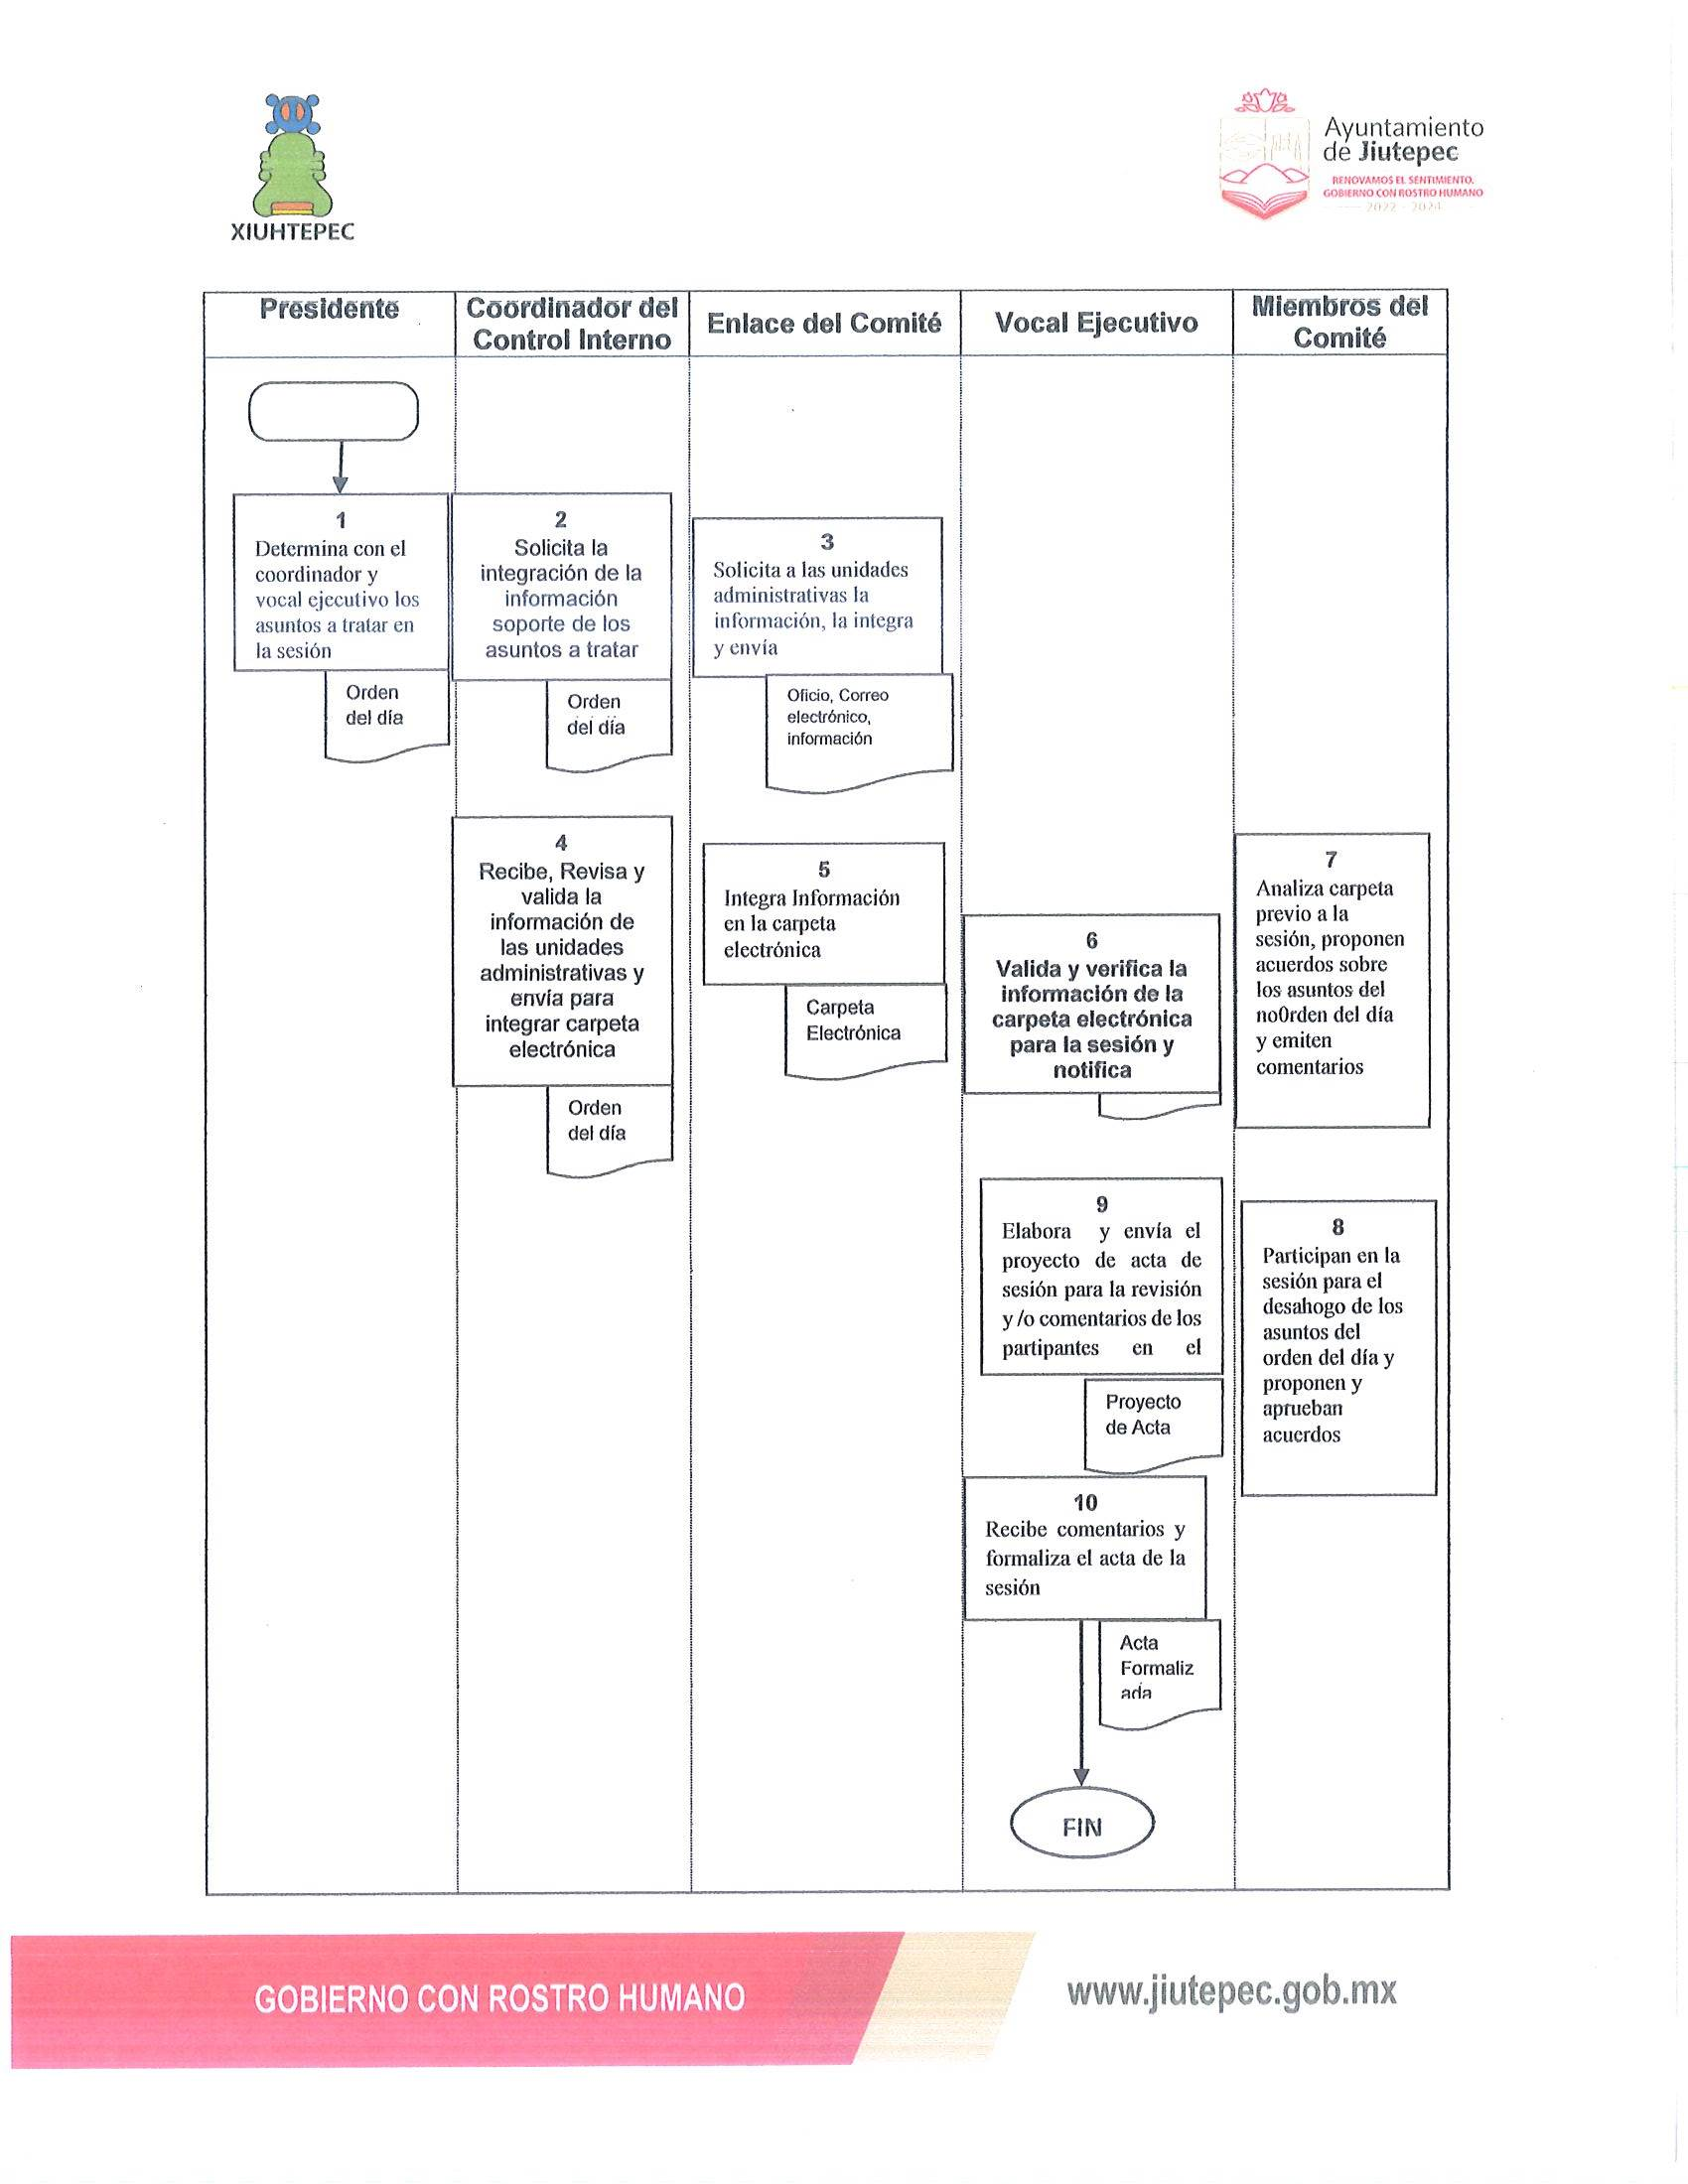 XIUHTEPEC
Ayuntamiento
de Jiutepec
RENOVAMOS EL SENTIMIENTO,
GOBIERNO CON ROSTRO HUMANO
2022 - 2024
Presidente
Coordinador del
Control Interno
Enlace del Comité
Vocal Ejecutivo
Miembros del
Comité
1
Determina con el
coordinador y
vocal ejecutivo los
asuntos a tratar en
la sesión
Orden
del día
2
Solicita la
integración de la
información
soporte de los
asuntos a tratar
Orden
del día
3
Solicita a las unidades
administrativas la
información, la integra
y envía
Oficio, Correo
electrónico,
información
4
Recibe, Revisa y
valida la
información de
las unidades
administrativas y
envía para
integrar carpeta
electrónica
Orden
del día
5
Integra Información
en la carpeta
electrónica
Carpeta
Electrónica
6
Valida y verifica la
información de la
carpeta electrónica
para la sesión y
notifica
7
Analiza carpeta
previo a la
sesión, proponen
acuerdos sobre
los asuntos del
no0rden del día
y emiten
comentarios
9
Elabora y envía el
proyecto de acta de
sesión para la revisión
y /o comentarios de los
partipantes en el
Proyecto
de Acta
8
Participan en la
sesión para el
desahogo de los
asuntos del
orden del día y
proponen y
aprueban
acuerdos
10
Recibe comentarios y
formaliza el acta de la
sesión
Acta
Formaliz
ada
FIN
GOBIERNO CON ROSTRO HUMANO
www.jiutepec.gob.mx